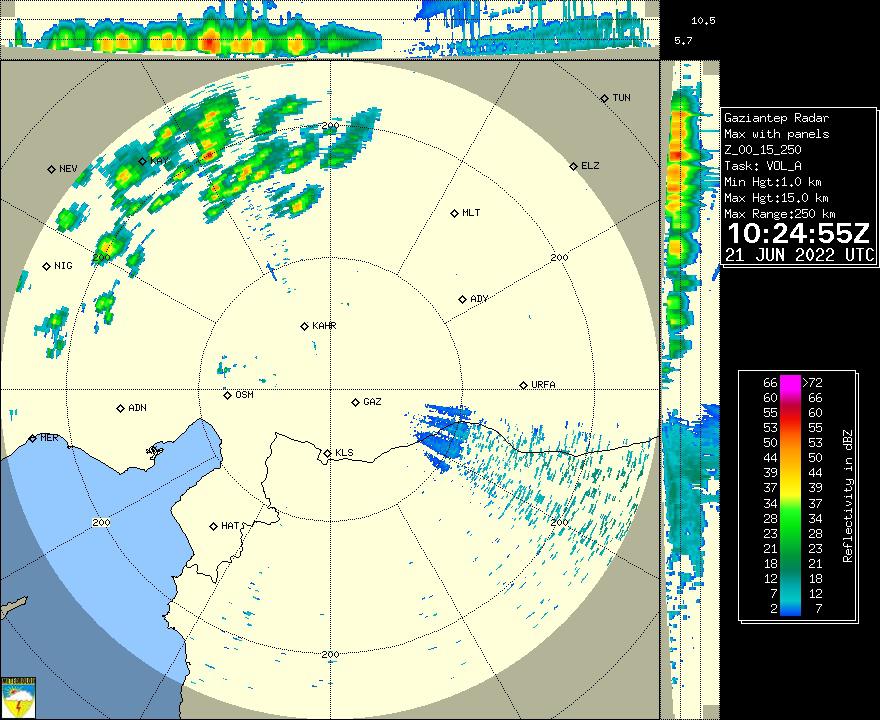 10.5
5.7
TUN
200
NEV
KAY
ELZ
MLT
200
200
NIG
ADY
KAHR
URFA
OSM
GAZ
ADN
MER
KLS
200
HAT
200
200
Gaziantep Radar
Max with panels
Z_00_15_250
Task: VOL_A
Min Hgt:1.0 km
Max Hgt:15.0 km
Max Range:250 km
10:24:55Z
21 JUN 2022 UTC
66 >72
60 66
55 60
53 55
50 53
44 50
39 44
37 39
34 37
28 34
23 28
21 23
18 21
12 18
7 12
2 7
Reflectivity in dBZ